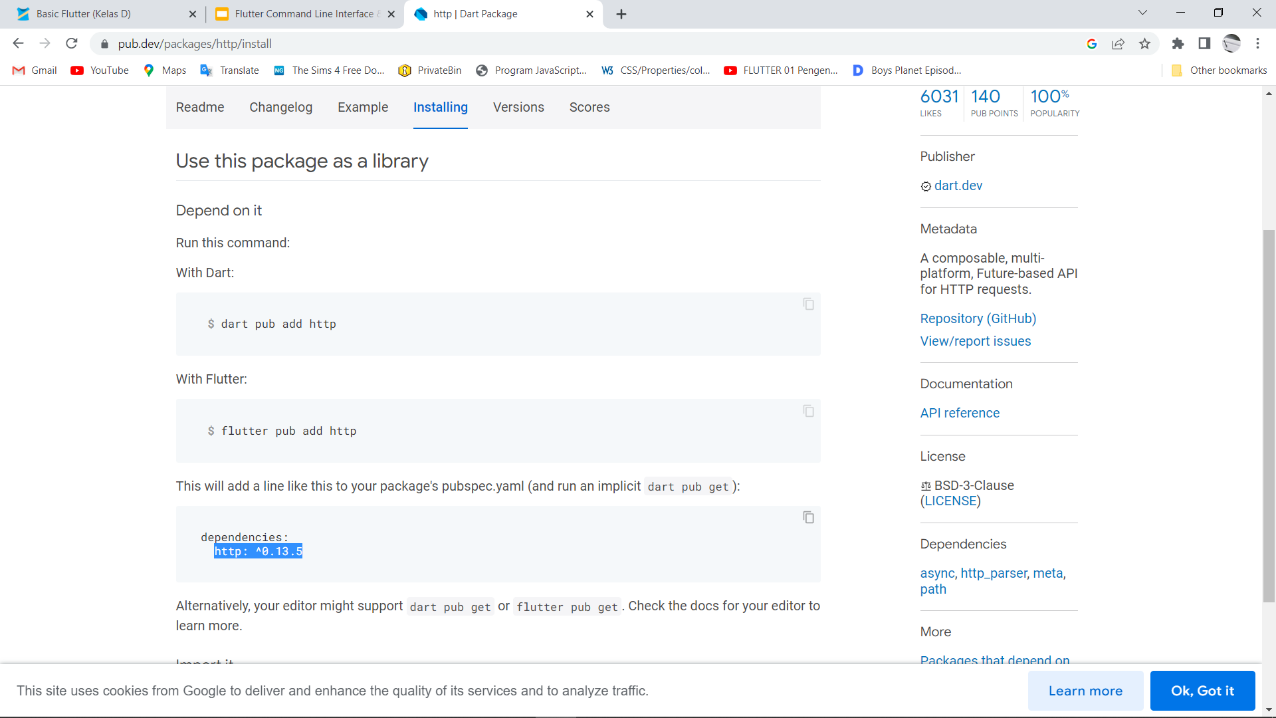 Basic Flutter (Kelas D)
Flutter Command Line Interface (
http | Dart Package
pub.dev/packages/http/install
Gmail
YouTube
Maps
Translate
The Sims 4 Free Do...
PrivateBin
Program JavaScript...
CSS/Properties/col...
FLUTTER 01 Pengen...
Boys Planet Episod...
Other bookmarks
Readme
Changelog
Example
Installing
Versions
Scores
Use this package as a library
Depend on it
Run this command:
With Dart:
$ dart pub add http
With Flutter:
$ flutter pub add http
This will add a line like this to your package's pubspec.yaml (and run an implicit dart pub get ):
dependencies:
http: ^0.13.5
Alternatively, your editor might support dart pub get or flutter pub get . Check the docs for your editor to
learn more.
Import it
6031
LIKES
140
PUB POINTS
100%
POPULARITY
Publisher
dart.dev
Metadata
A composable, multi-
platform, Future-based API
for HTTP requests.
Repository (GitHub)
View/report issues
Documentation
API reference
License
BSD-3-Clause
(LICENSE)
Dependencies
async, http_parser, meta,
path
More
Packages that depend on
This site uses cookies from Google to deliver and enhance the quality of its services and to analyze traffic.
Learn more
Ok, Got it